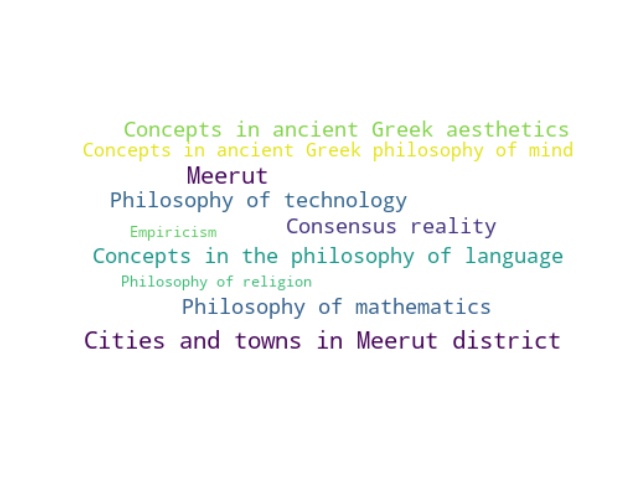 Concepts in ancient Greek aesthetics
Concepts in ancient Greek philosophy of mind
Meerut
Philosophy of technology
Consensus reality
Empiricism
Concepts in the philosophy of language
Philosophy of religion
Philosophy of mathematics
Cities and towns in Meerut district